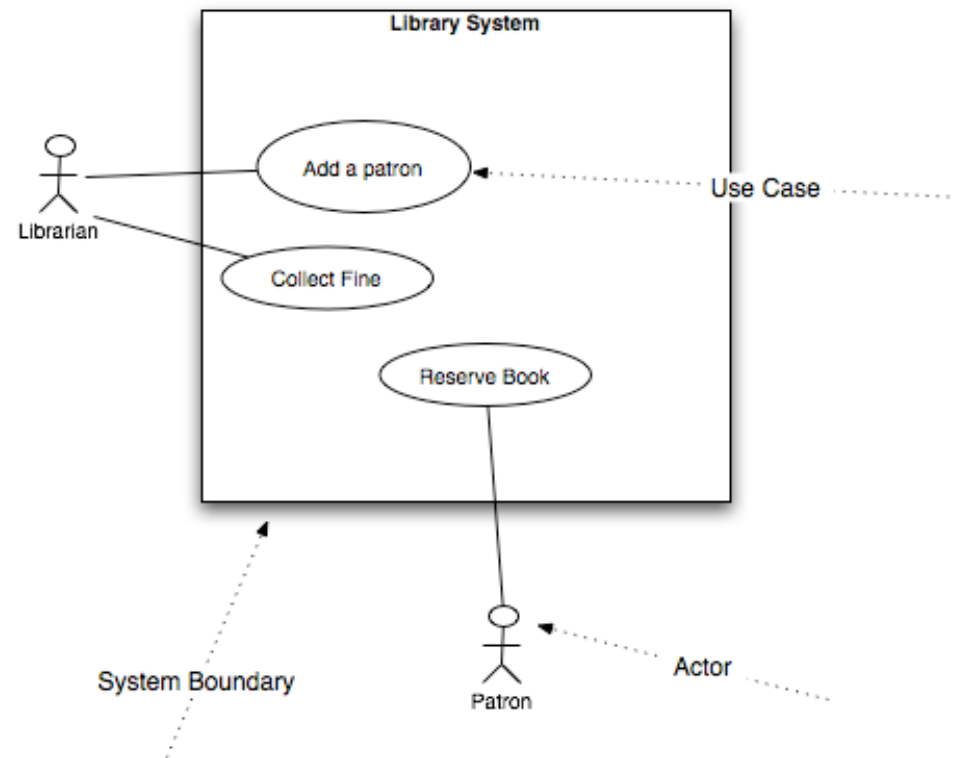 Library System
Add a patron
Use Case
Librarian
Collect Fine
Reserve Book
System Boundary
Actor
Patron